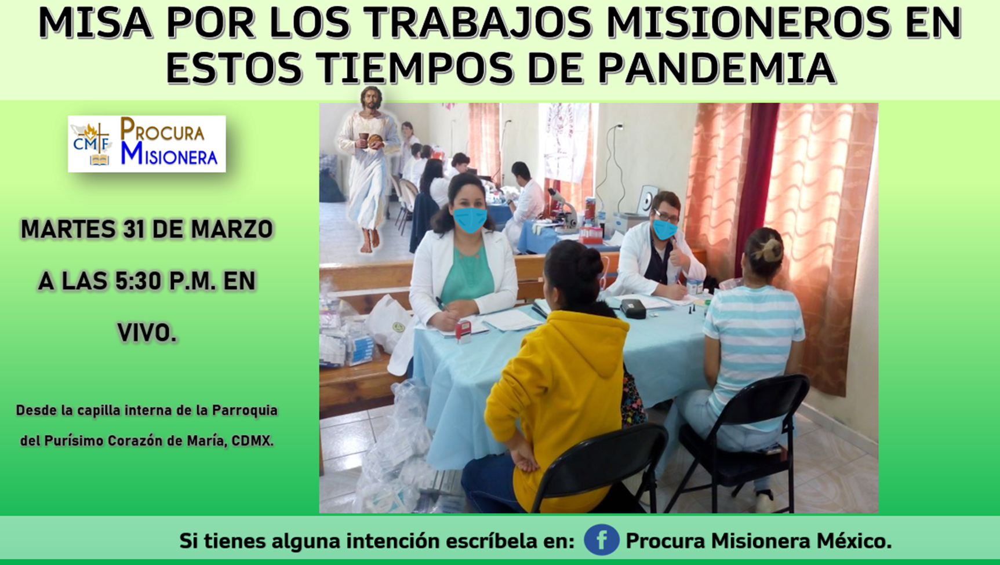 MISA POR LOS TRABAJOS MISIONEROS EN
ESTOS TIEMPOS DE PANDEMIA
CMF
PROCURA
MISIONERA
MARTES 31 DE MARZO
A LAS 5:30 P.M. EN
VIVO.
Desde la capilla interna de la Parroquia
del Purísimo Corazón de María, CDMX.
Si tienes alguna intención escríbela en: f Procura Misionera México.